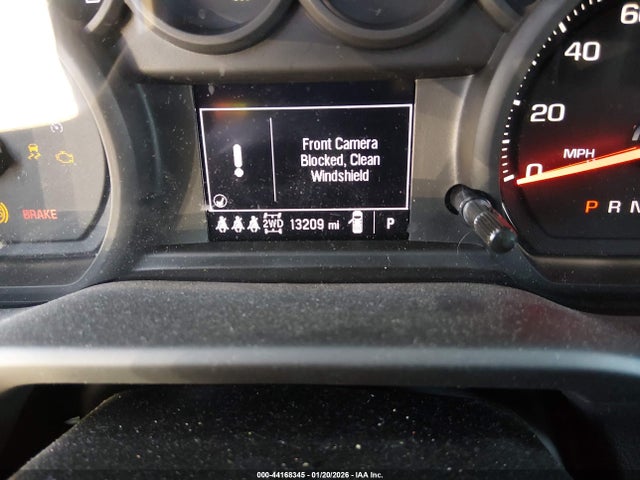 60
40
20
0
MPH
Front Camera
Blocked, Clean
Windshield
BRAKE
2WD 13209 mi P
P R N
000-44168345 - 01/20/2026 - IAA Inc.